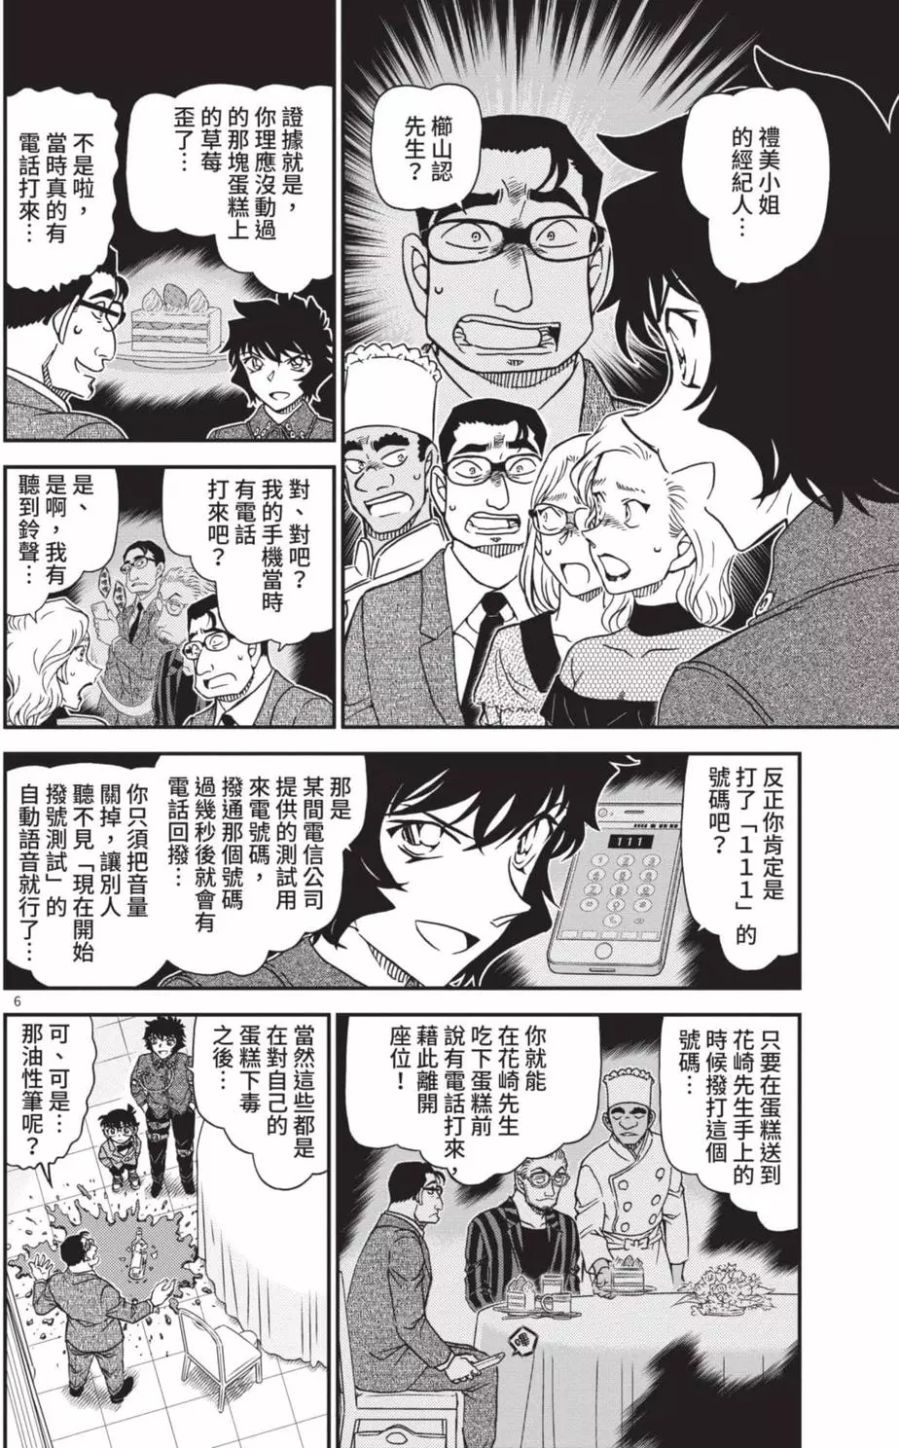 禮美小姐
的經紀人…
櫛山認
先生？
證據就是，
你理應沒動過
的那塊蛋糕上
的草莓
歪了…
不是啦，
當時真的有
電話打來…
對、對吧？
我的手機當時
有電話
打來吧？
是、
是啊，我有
聽到鈴聲…
反正你肯定是
打了「111」的
號碼吧？
111
那是
某間電信公司
提供的測試用
來電號碼，
撥通那個號碼
過幾秒後就會有
電話回撥…
你只須把音量
關掉，讓別人
聽不見「現在開始
撥號測試」的
自動語音就行了…
6
只要在蛋糕送到
花崎先生手上的
時候撥打這個
號碼…
你就能
在花崎先生
吃下蛋糕前
說有電話打來，
藉此離開
座位！
嗶
當然這些都是
在對自己的
蛋糕下毒
之後…
可、可是…
那油性筆呢？